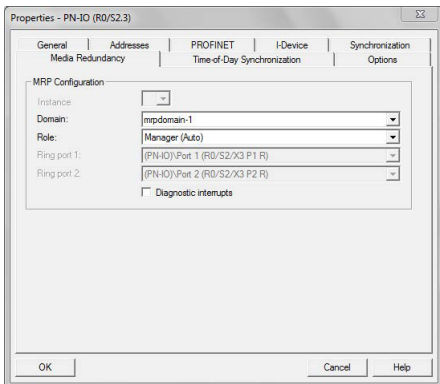 Properties - PN-IO (R0/S2.3)
General Addresses PROFINET I-Device Synchronization
Media Redundancy Time-of-Day Synchronization Options
MRP Configuration
Instance
Domain: mrpdomain-1
Role: Manager (Auto)
Ring port 1: (PN-IO)\Port 1 (R0/S2/X3 P1 R)
Ring port 2: (PN-IO)\Port 2 (R0/S2/X3 P2 R)
Diagnostic interrupts
OK Cancel Help